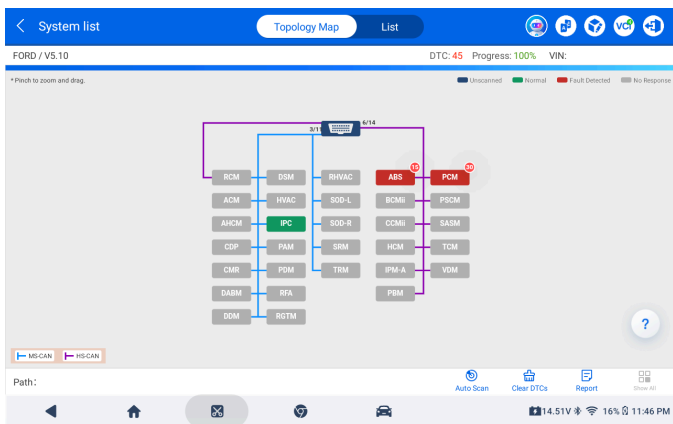 System list
Topology Map
List
VCI
FORD / V5.10
DTC: 45 Progress: 100% VIN:
* Pinch to zoom and drag.
Unscanned Normal Fault Detected No Response
3/11
6/14
RCM DSM RHVAC ABS 15 PCM 30
ACM HVAC SOD-L BCMii PSCM
AHCM IPC SOD-R CCMii SASM
CDP PAM SRM HCM TCM
CMR PDM TRM IPM-A VDM
DABM RFA PBM
DDM RGTM
?
MS-CAN HS-CAN
Path:
Auto Scan Clear DTCs Report Show All
14.51V 16% 11:46 PM